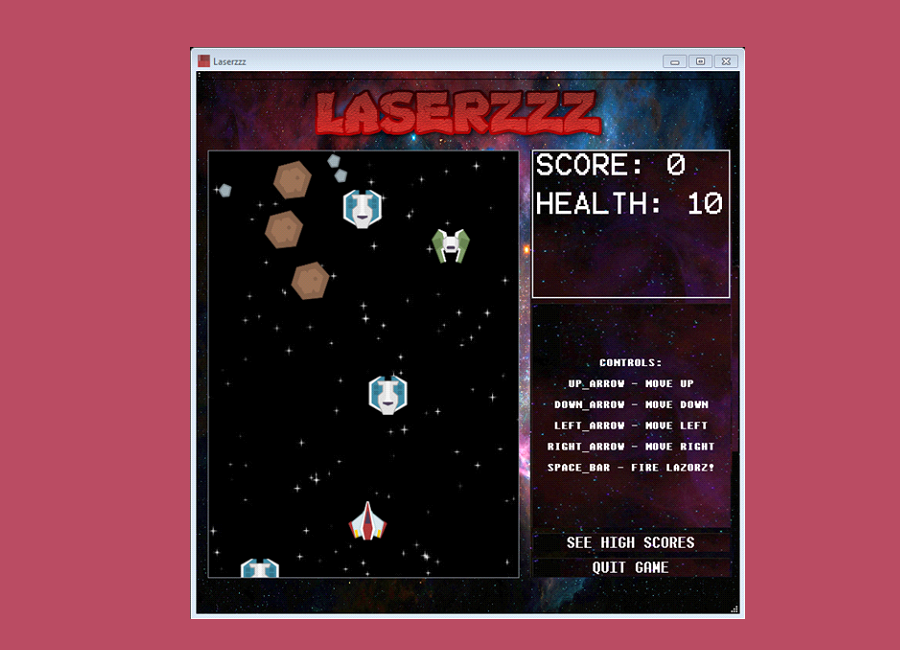 Laserzzz
LASERZZZ
SCORE: 0
HEALTH: 10
CONTROLS:
UP_ARROW - MOVE UP
DOWN_ARROW - MOVE DOWN
LEFT_ARROW - MOVE LEFT
RIGHT_ARROW - MOVE RIGHT
SPACE_BAR - FIRE LAZORZ!
SEE HIGH SCORES
QUIT GAME